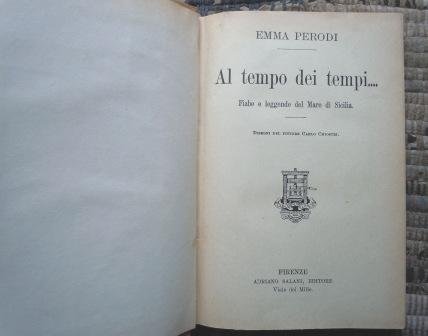 EMMA PERODI
Al tempo dei tempi....
Fiabe e leggende del Mare di Sicilia.
DISEGNI DEL PITTORE CARLO CHIOSTRI.
FIRENZE
ADRIANO SALANI, EDITORE
Viale dei Mille.